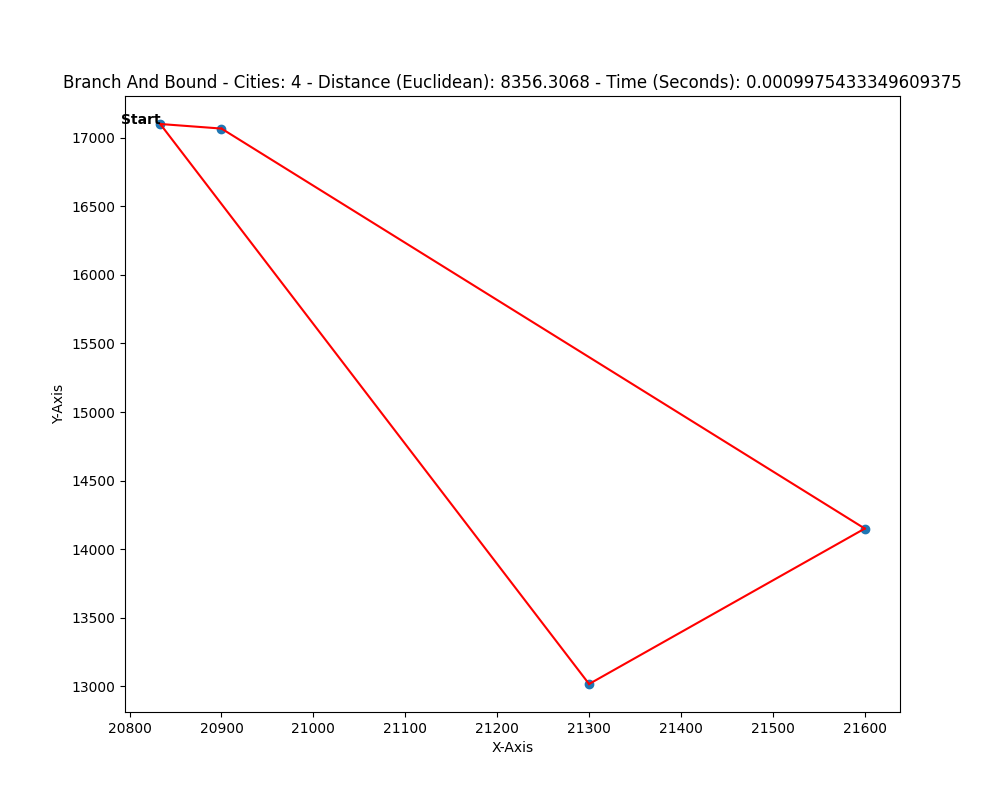 Branch And Bound - Cities: 4 - Distance (Euclidean): 8356.3068 - Time (Seconds): 0.0009975433349609375
Start
17000
16500
16000
15500
15000
14500
14000
13500
13000
Y-Axis
20800 20900 21000 21100 21200 21300 21400 21500 21600
X-Axis